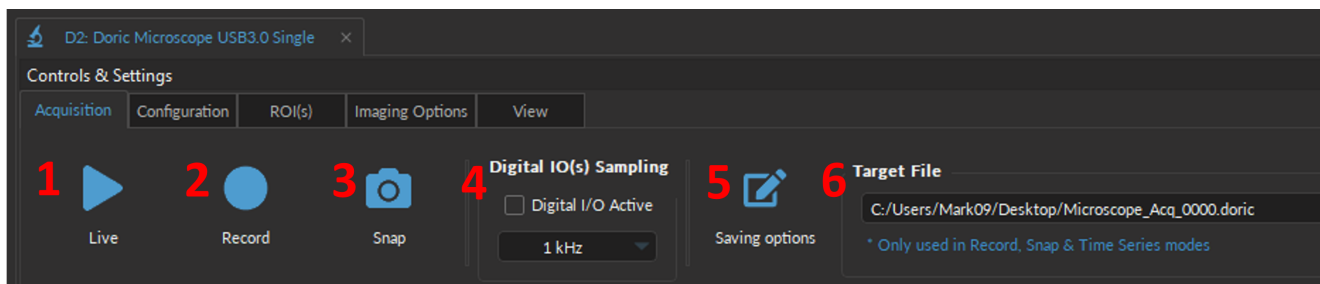 D2: Doric Microscope USB3.0 Single ×
Controls & Settings
Acquisition Configuration ROI(s) Imaging Options View
1 2 3 4 5 6
Digital IO(s) Sampling
Target File
Digital I/O Active
C:/Users/Mark09/Desktop/Microscope_Acq_0000.doric
Live Record Snap
1 kHz
Saving options
* Only used in Record, Snap & Time Series modes